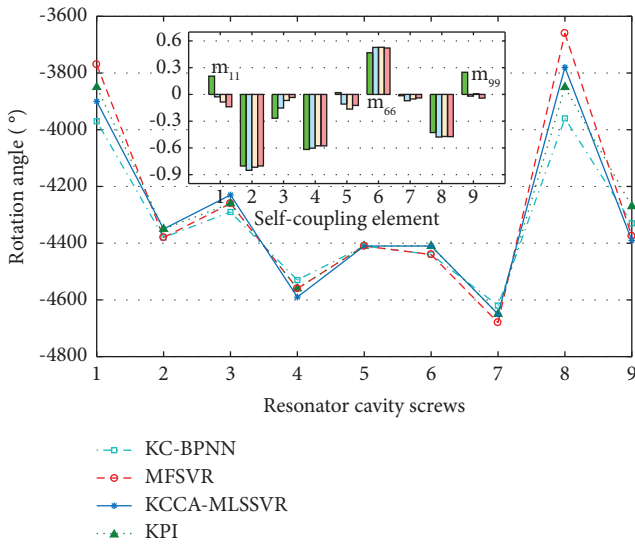 -3600
-3800
-4000
-4200
-4400
-4600
-4800
Rotation angle ( ° )
0.6
0.3
0
-0.3
-0.6
-0.9
m11
m66
m99
1 2 3 4 5 6 7 8 9
Self-coupling element
1 2 3 4 5 6 7 8 9
Resonator cavity screws
KC-BPNN
MFSVR
KCCA-MLSSVR
KPI